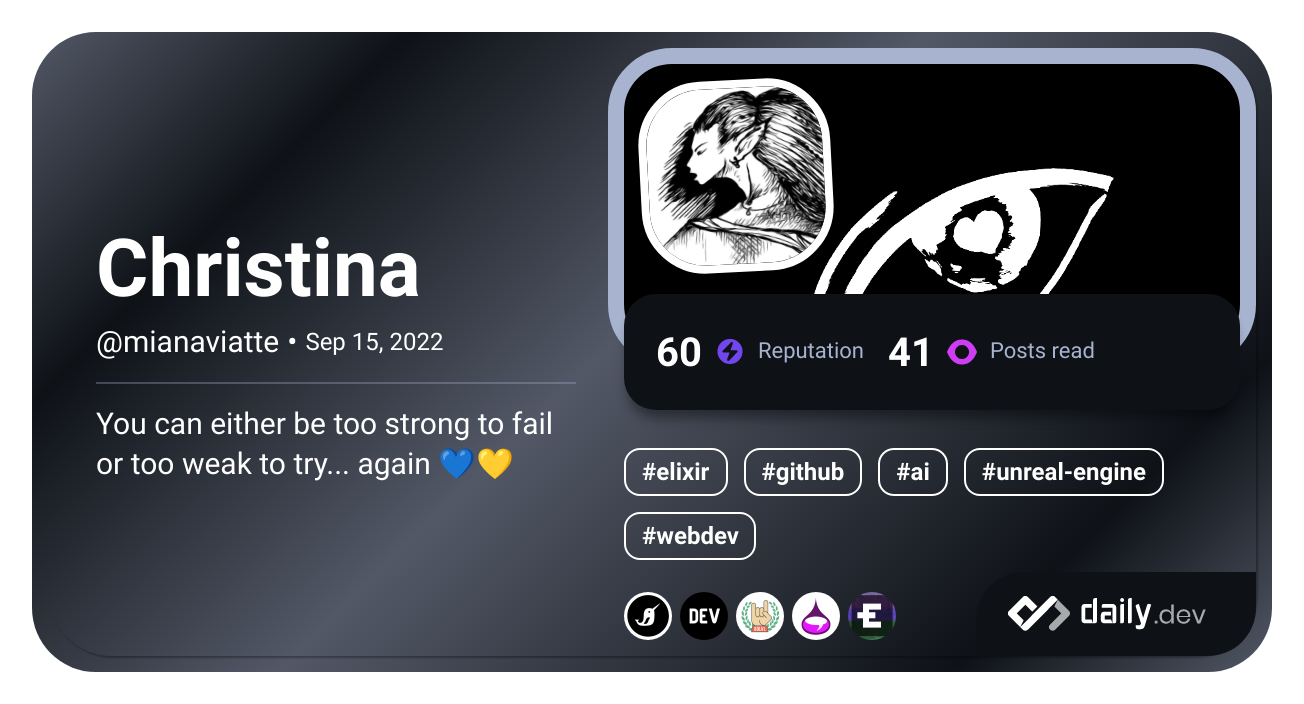 Christina
@mianaviatte • Sep 15, 2022
You can either be too strong to fail
or too weak to try... again 💙💛
60 Reputation 41 Posts read
#elixir #github #ai #unreal-engine
#webdev
DEV
daily.dev